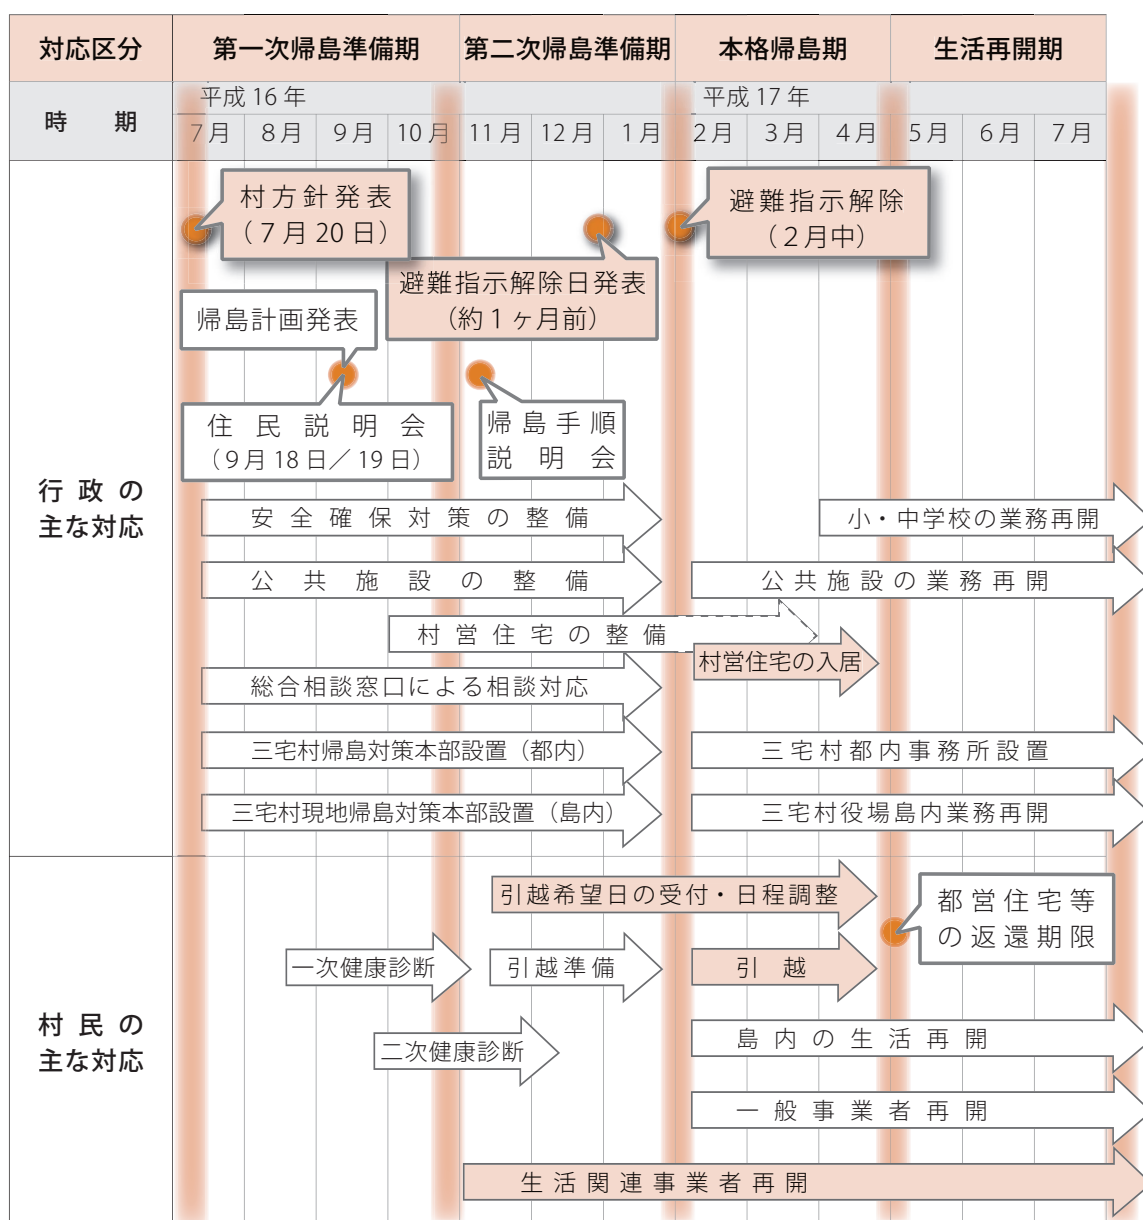 対応区分 第一次帰島準備期 第二次帰島準備期 本格帰島期 生活再開期
時 期
平成 16 年 平成 17 年
7月 8月 9月 10月 11月 12月 1月 2月 3月 4月 5月 6月 7月
行政の
主な対応
村方針発表
（7月 20 日）
避難指示解除日発表
（約1ヶ月前）
避難指示解除
（2月中）
帰島計画発表
住民説明会
（9月 18 日／ 19 日）
帰島手順
説明会
安全確保対策の整備
小・中学校の業務再開
公共施設の整備
公共施設の業務再開
村営住宅の整備
村営住宅の入居
総合相談窓口による相談対応
三宅村帰島対策本部設置（都内）
三宅村都内事務所設置
三宅村現地帰島対策本部設置（島内）
三宅村役場島内業務再開
村民の
主な対応
引越希望日の受付・日程調整
都営住宅等
の返還期限
一次健康診断
引越準備
引越
二次健康診断
島内の生活再開
一般事業者再開
生活関連事業者再開